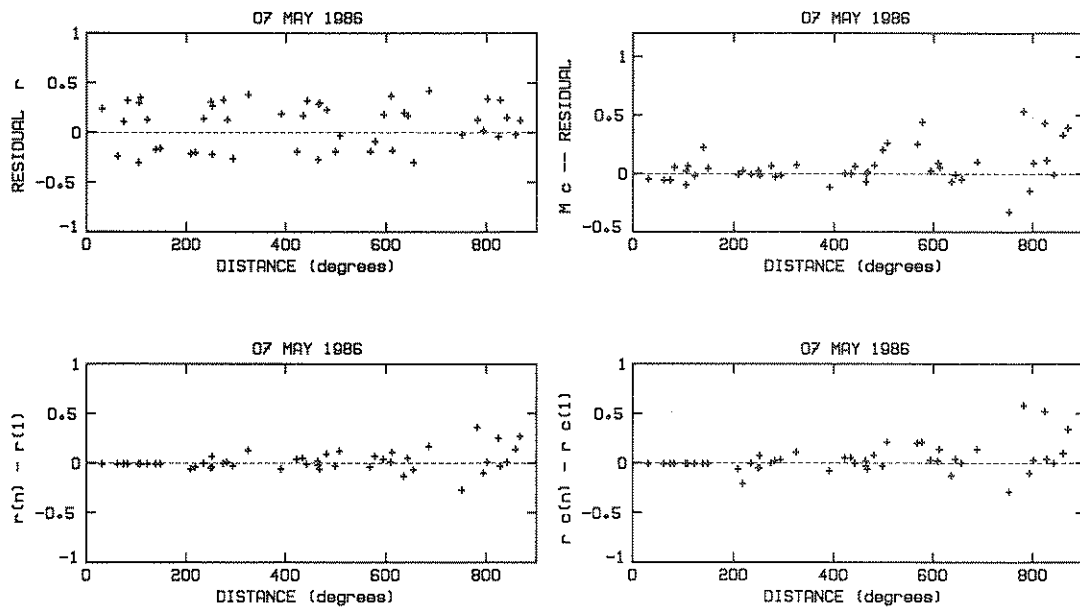 07 MAY 1986
RESIDUAL r
1
0.5
0
-0.5
-1
0 200 400 600 800
DISTANCE (degrees)
07 MAY 1986
M c -- RESIDUAL
1
0.5
0
-0.5
0 200 400 600 800
DISTANCE (degrees)
07 MAY 1986
r(n) - r(1)
1
0.5
0
-0.5
-1
0 200 400 600 800
DISTANCE (degrees)
07 MAY 1986
r c(n) - r c(1)
1
0.5
0
-0.5
-1
0 200 400 600 800
DISTANCE (degrees)